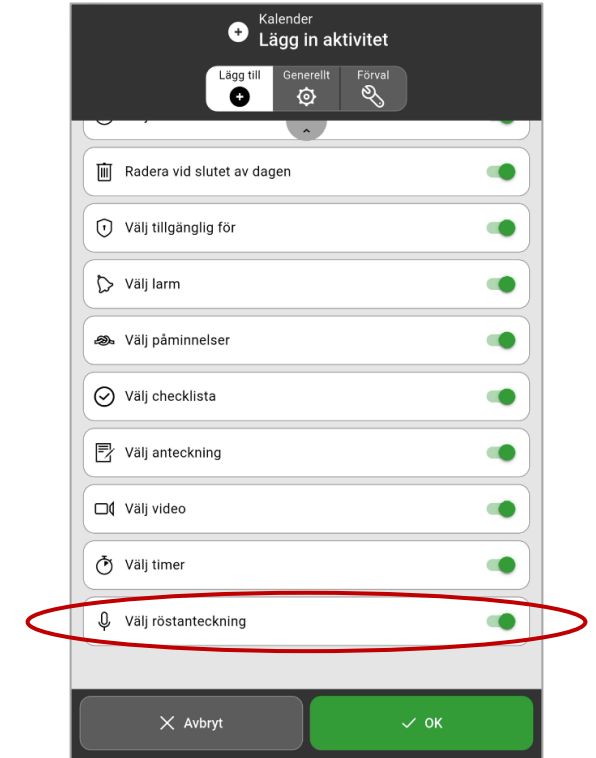 Kalender
Lägg in aktivitet
Lägg till
Generellt
Förval
Radera vid slutet av dagen
Välj tillgänglig för
Välj larm
Välj påminnelser
Välj checklista
Välj anteckning
Välj video
Välj timer
Välj röstanteckning
Avbryt
OK